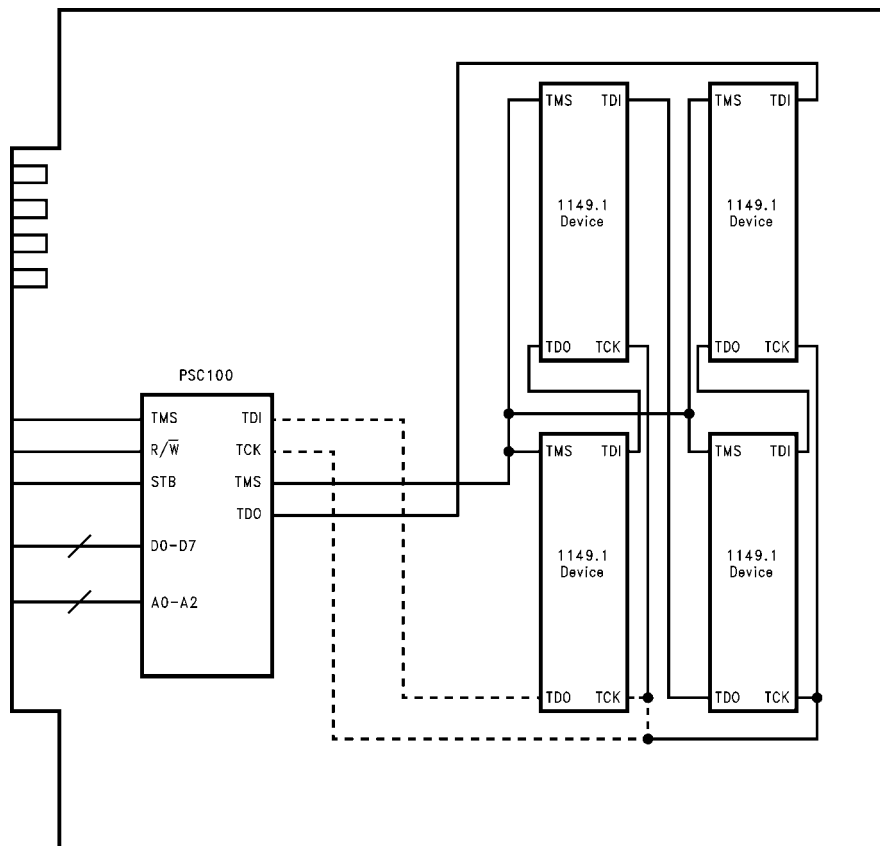 TMS TDI
TMS TDI
1149.1
Device
1149.1
Device
TDO TCK
TDO TCK
PSC100
TMS TDI
R/W̅ TCK
STB TMS
TDO
D0-D7
A0-A2
TMS TDI
TMS TDI
1149.1
Device
1149.1
Device
TDO TCK
TDO TCK